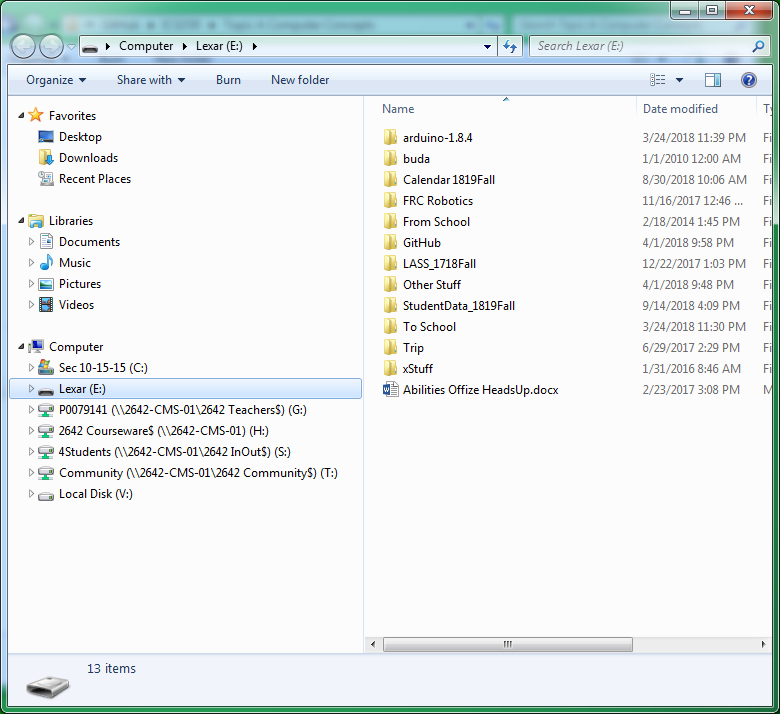 Computer ▸ Lexar (E:) ▸
Search Lexar (E:)
Organize Share with Burn New folder
Favorites
Desktop
Downloads
Recent Places
Libraries
Documents
Music
Pictures
Videos
Computer
Sec 10-15-15 (C:)
Lexar (E:)
P0079141 (\\2642-CMS-01\2642 Teachers$) (G:)
2642 Courseware$ (\\2642-CMS-01) (H:)
4Students (\\2642-CMS-01\2642 InOut$) (S:)
Community (\\2642-CMS-01\2642 Community$) (T:)
Local Disk (V:)
Name Date modified Ty
arduino-1.8.4 3/24/2018 11:39 PM Fi
buda 1/1/2010 12:00 AM Fi
Calendar 1819Fall 8/30/2018 10:06 AM Fi
FRC Robotics 11/16/2017 12:46 ... Fi
From School 2/18/2014 1:45 PM Fi
GitHub 4/1/2018 9:58 PM Fi
LASS_1718Fall 12/22/2017 1:03 PM Fi
Other Stuff 4/1/2018 9:48 PM Fi
StudentData_1819Fall 9/14/2018 4:09 PM Fi
To School 3/24/2018 11:30 PM Fi
Trip 6/29/2017 2:29 PM Fi
xStuff 1/31/2016 8:46 AM Fi
Abilities Offize HeadsUp.docx 2/23/2017 3:08 PM M
13 items